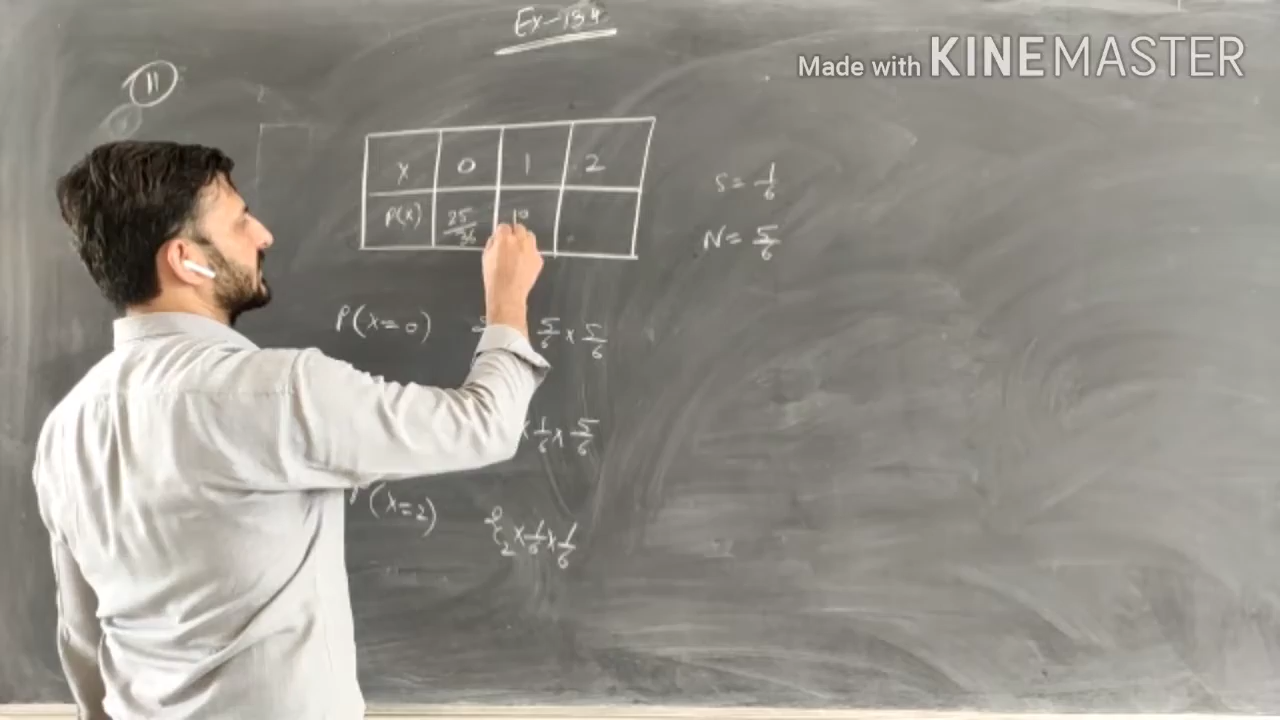 Ex-13.4
Made with KINEMASTER
11
X 0 1 2
P(X) 25/36 10
S = 1/6
N = 5/6
P(X=0) 5/6 × 5/6
× 1/6 × 5/6
P(X=2) ²C₂ × 1/6 × 1/6